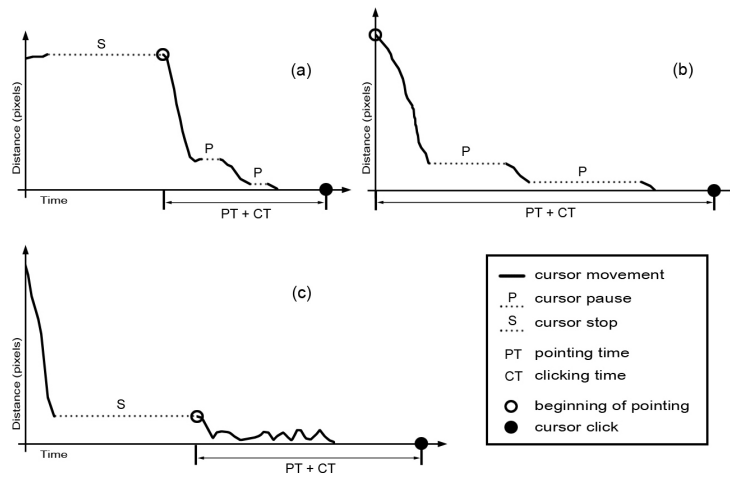 S
(a)
P
P
Distance (pixels)
Time
PT + CT
(b)
P
P
Distance (pixels)
PT + CT
(c)
S
Distance (pixels)
Time
PT + CT
cursor movement
P cursor pause
S cursor stop
PT pointing time
CT clicking time
beginning of pointing
cursor click